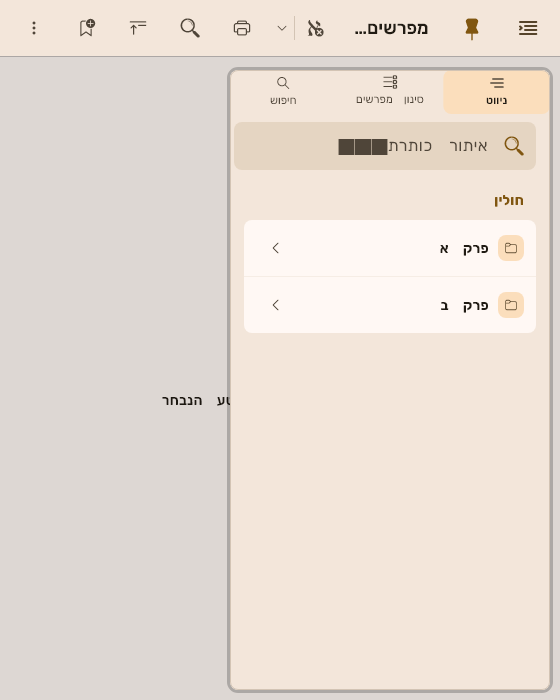 מפרשים...
ניווט
סינון מפרשים
חיפוש
איתור כותרת
חולין
פרק א
פרק ב
הנבחר